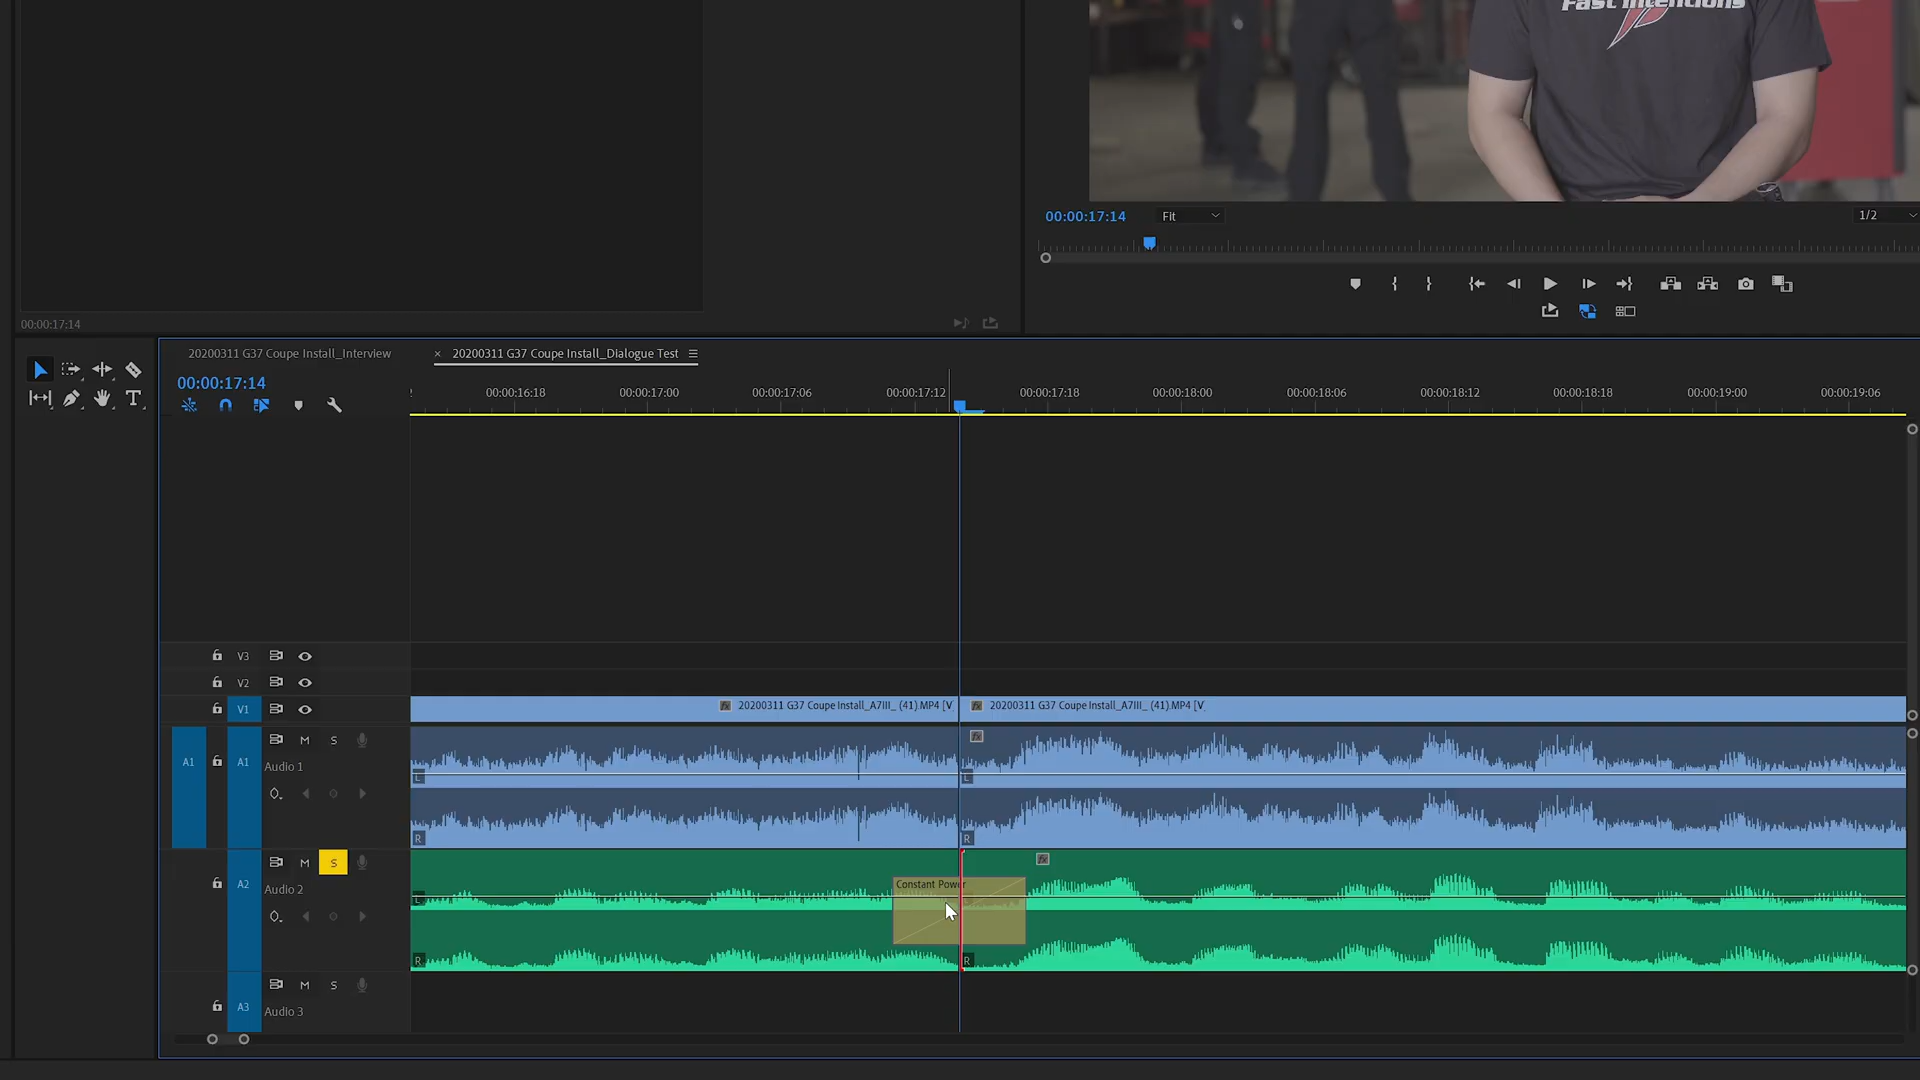 Fast Intentions
00:00:17:14
Fit
1/2
00:00:17:14
20200311 G37 Coupe Install_Interview
× 20200311 G37 Coupe Install_Dialogue Test
00:00:17:14
2 00:00:16:18 00:00:17:00 00:00:17:06 00:00:17:12 00:00:17:18 00:00:18:00 00:00:18:06 00:00:18:12 00:00:18:18 00:00:19:00 00:00:19:06
V3
V2
V1
fx 20200311 G37 Coupe Install_A7III_ (41).MP4 [V
fx 20200311 G37 Coupe Install_A7III_ (41).MP4 [V]
A1 A1 M S
Audio 1
fx
L L
R R
A2 M S
Audio 2
fx
Constant Power
L
R R
A3 M S
Audio 3